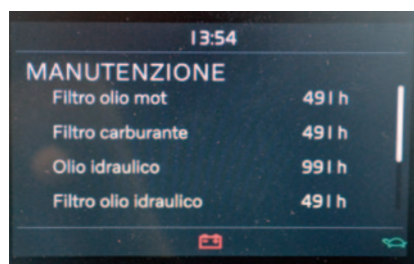 13:54
MANUTENZIONE
Filtro olio mot 491 h
Filtro carburante 491 h
Olio idraulico 991 h
Filtro olio idraulico 491 h